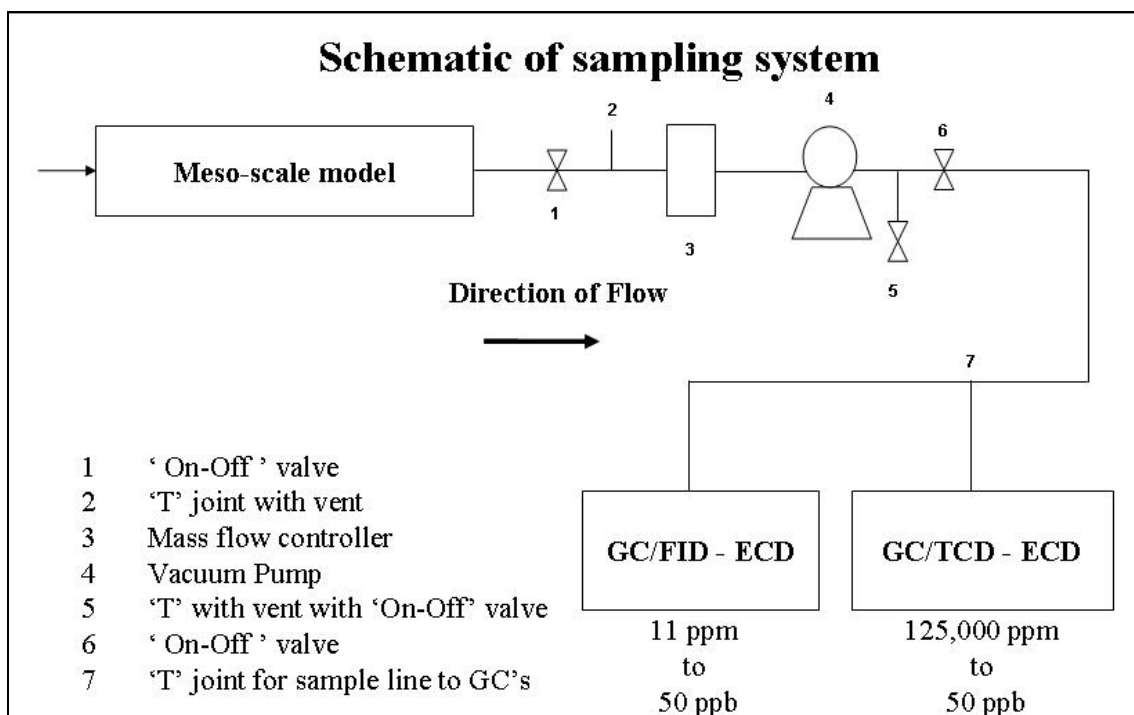 Schematic of sampling system
2
4
6
Meso-scale model
1
3
5
Direction of Flow
7
1 ‘ On-Off ’ valve
2 ‘T’ joint with vent
3 Mass flow controller
4 Vacuum Pump
5 ‘T’ with vent with ‘On-Off’ valve
6 ‘ On-Off ’ valve
7 ‘T’ joint for sample line to GC's
GC/FID - ECD
11 ppm
to
50 ppb
GC/TCD - ECD
125,000 ppm
to
50 ppb